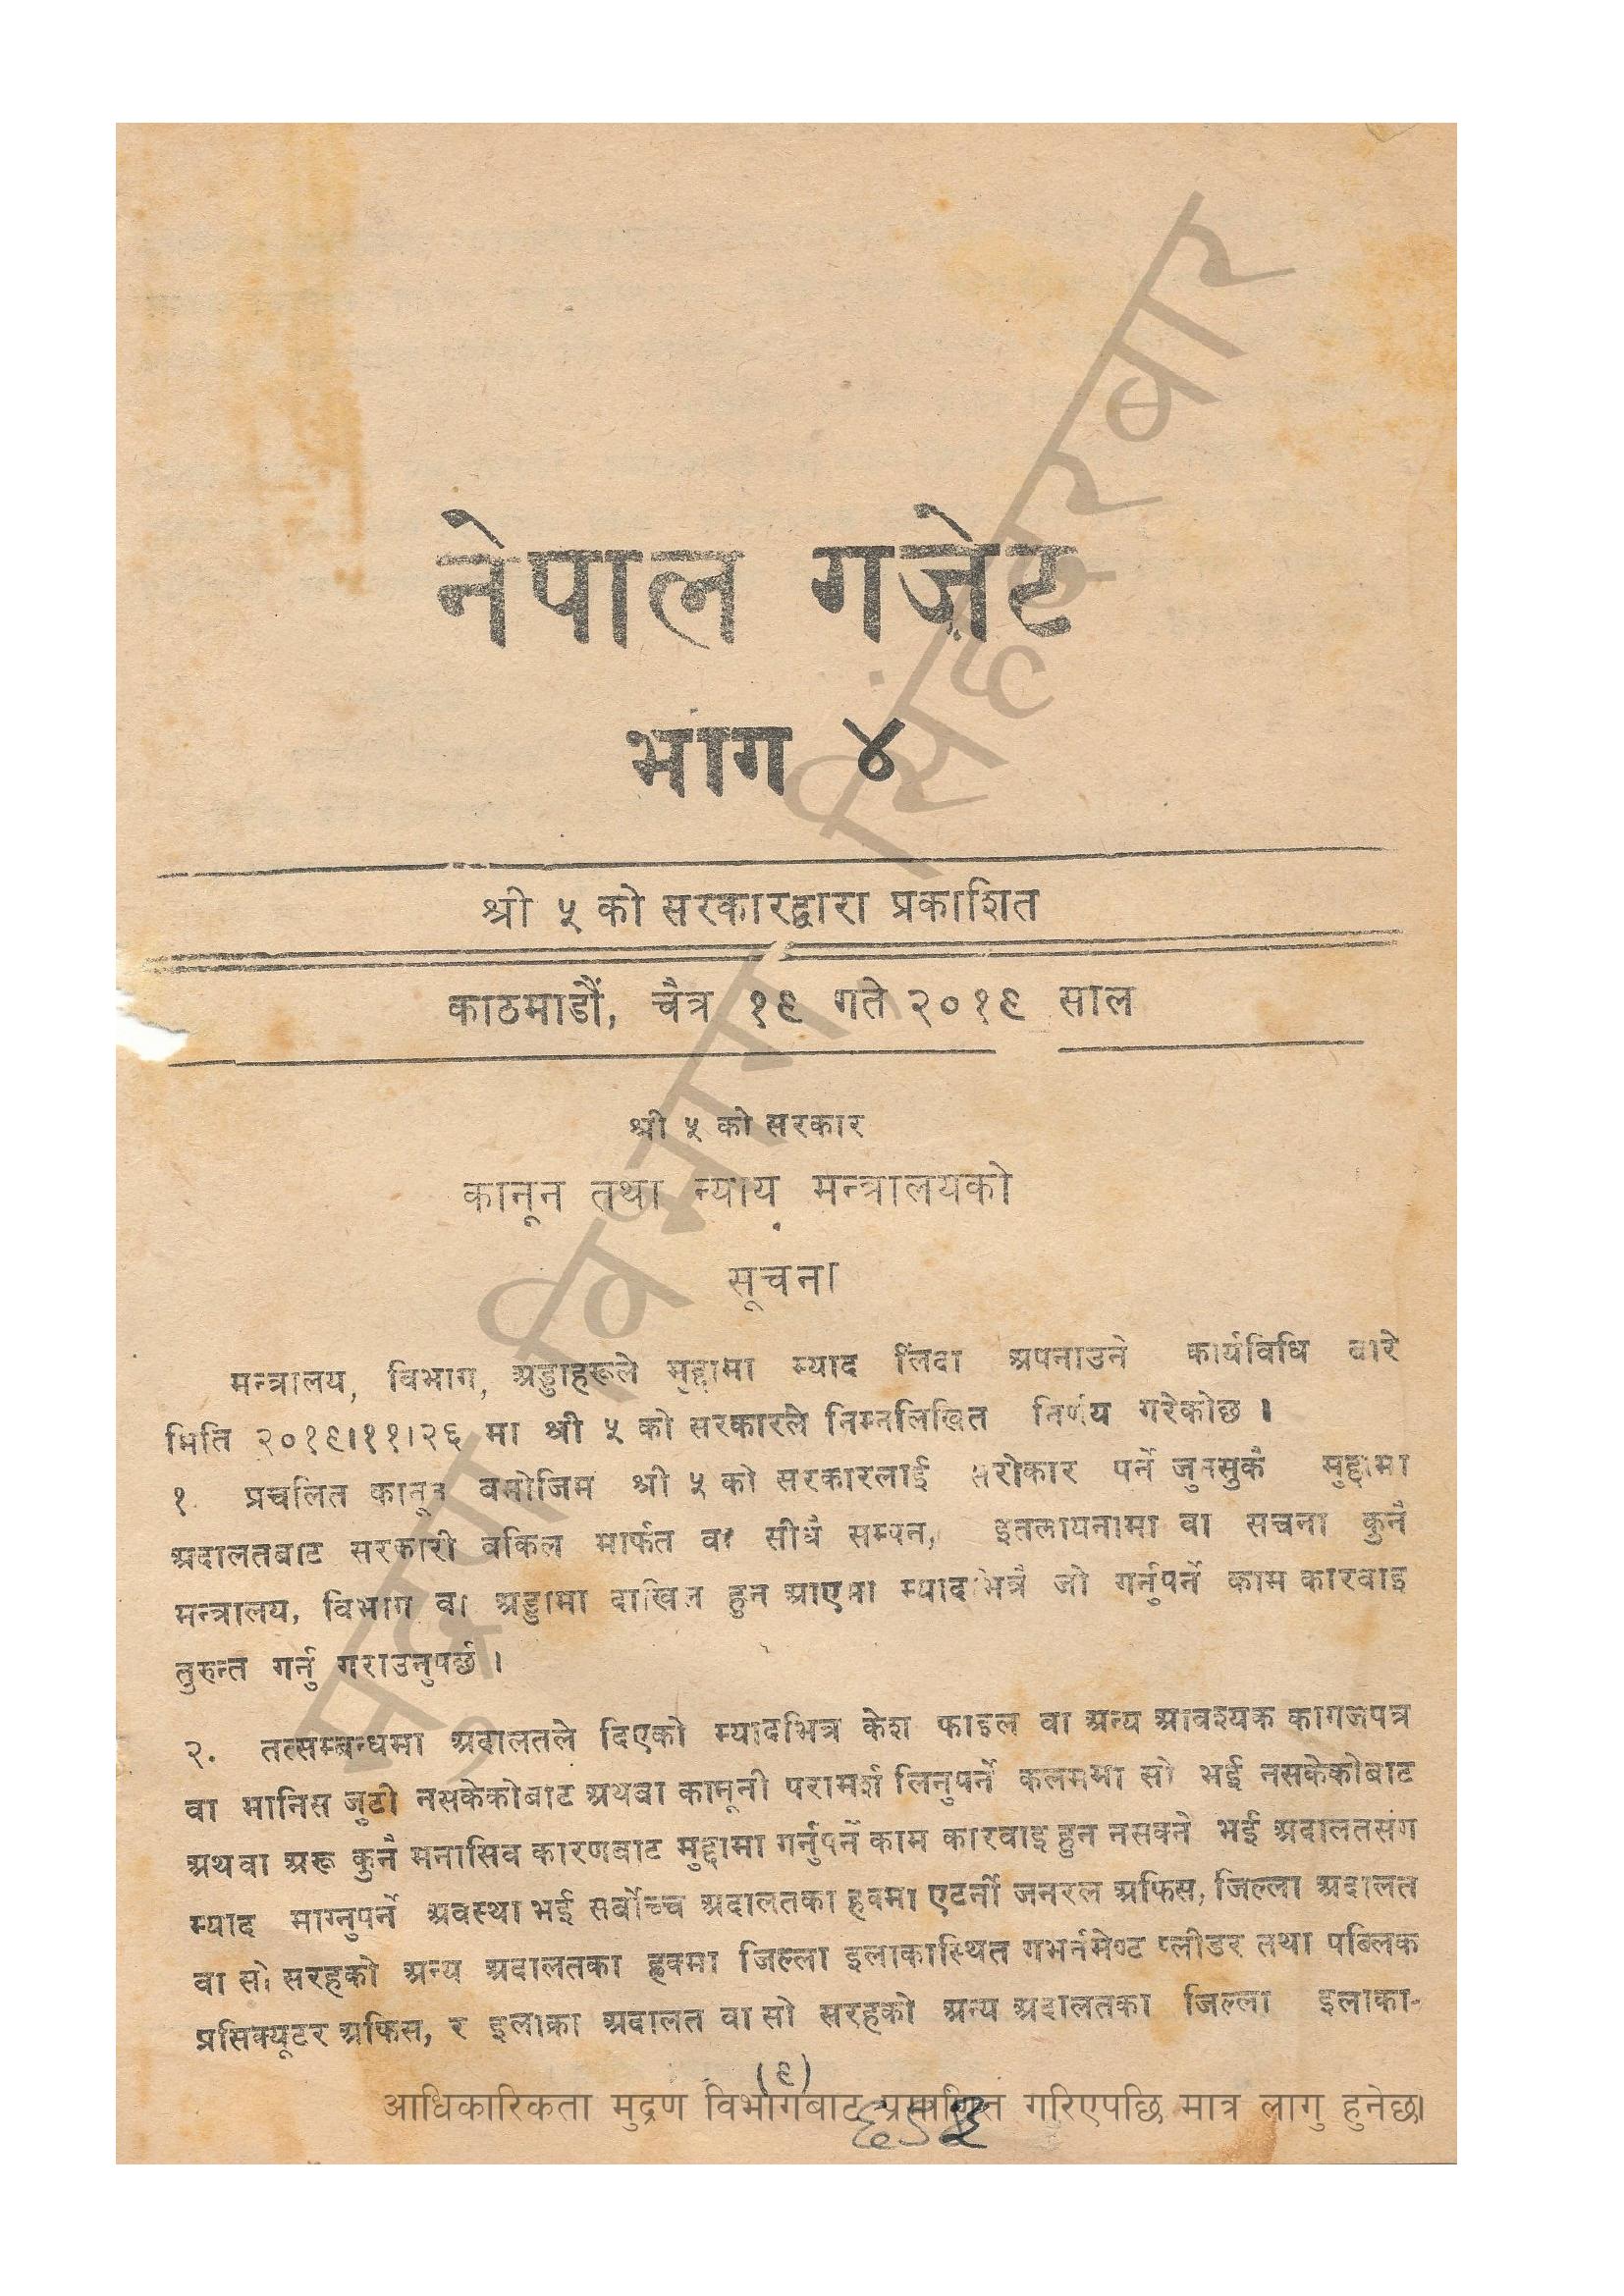 नेपाल गजेट
भाग ४
श्री ५ को सरकारद्वारा प्रकाशित
काठमाडौं, चैत्र १९ गते २०१९ साल
श्री ५ को सरकार
कानून तथा न्याय मन्त्रालयको
सूचना
मन्त्रालय, विभाग, अड्डाहरूले मुद्दामा म्याद लिंदा अपनाउने कार्यविधि बारे
मिति २०१९।११।२६ मा श्री ५ को सरकारले निम्नलिखित निर्णय गरेकोछ ।
१. प्रचलित कानून बमोजिम श्री ५ को सरकारलाई सरोकार पर्ने जुनसुकै मुद्दामा
अदालतबाट सरकारी वकिल मार्फत वा सीधै सम्पन, इतलायनामा वा सचना कुनै
मन्त्रालय, विभाग वा अड्डामा दाखिल हुन आएमा म्यादभित्रै जो गर्नुपर्ने काम कारवाइ
तुरुन्त गर्नु गराउनुपर्छ ।
२. तत्सम्बन्धमा अदालतले दिएको म्यादभित्र केश फाइल वा अन्य आवश्यक कागजपत्र
वा मानिस जुटी नसकेकोबाट अथवा कानूनी परामर्श लिनुपर्ने कलममा सो भई नसकेकोबाट
अथवा अरू कुनै मनासिव कारणबाट मुद्दामा गर्नुपर्ने काम कारवाइ हुन नसक्ने भई अदालतसंग
म्याद माग्नुपर्ने अवस्था भई सर्वोच्च अदालतका हकमा एटर्नी जनरल अफिस, जिल्ला अदालत
वा सो सरहको अन्य अदालतका हकमा जिल्ला इलाकास्थित गभर्नमेण्ट प्लीडर तथा पब्लिक
प्रसिक्यूटर अफिस, र इलाका अदालत वा सो सरहको अन्य अदालतका जिल्ला इलाका-
(९)
आधिकारिकता मुद्रण विभागबाट प्रमाणित गरिएपछि मात्र लागु हुनेछ।
मुद्रण विभाग, सिंहदरबार